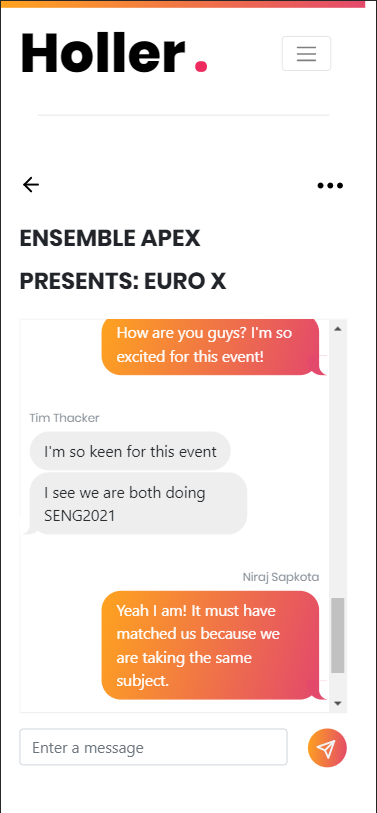 Holler.
ENSEMBLE APEX
PRESENTS: EURO X
How are you guys? I'm so
excited for this event!
Tim Thacker
I'm so keen for this event
I see we are both doing
SENG2021
Niraj Sapkota
Yeah I am! It must have
matched us because we
are taking the same
subject.
Enter a message